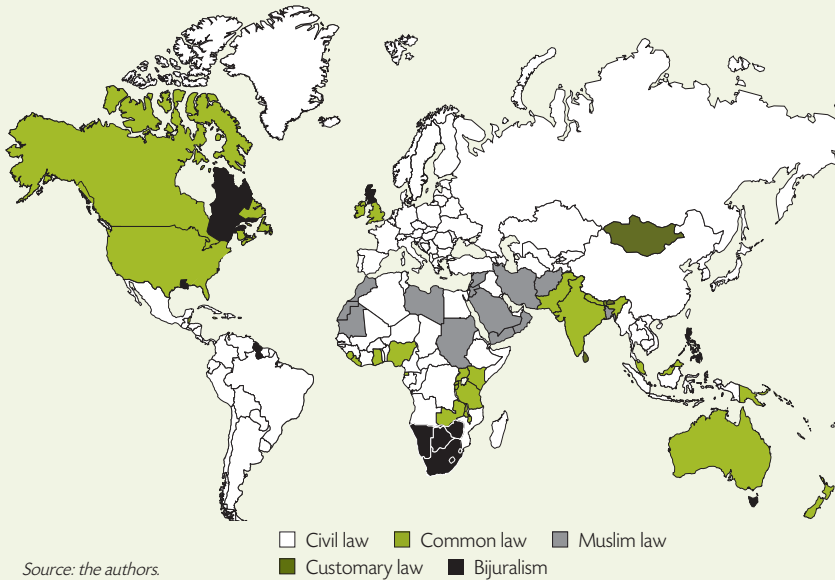 Civil law Common law Muslim law
Customary law Bijuralism
Source: the authors.